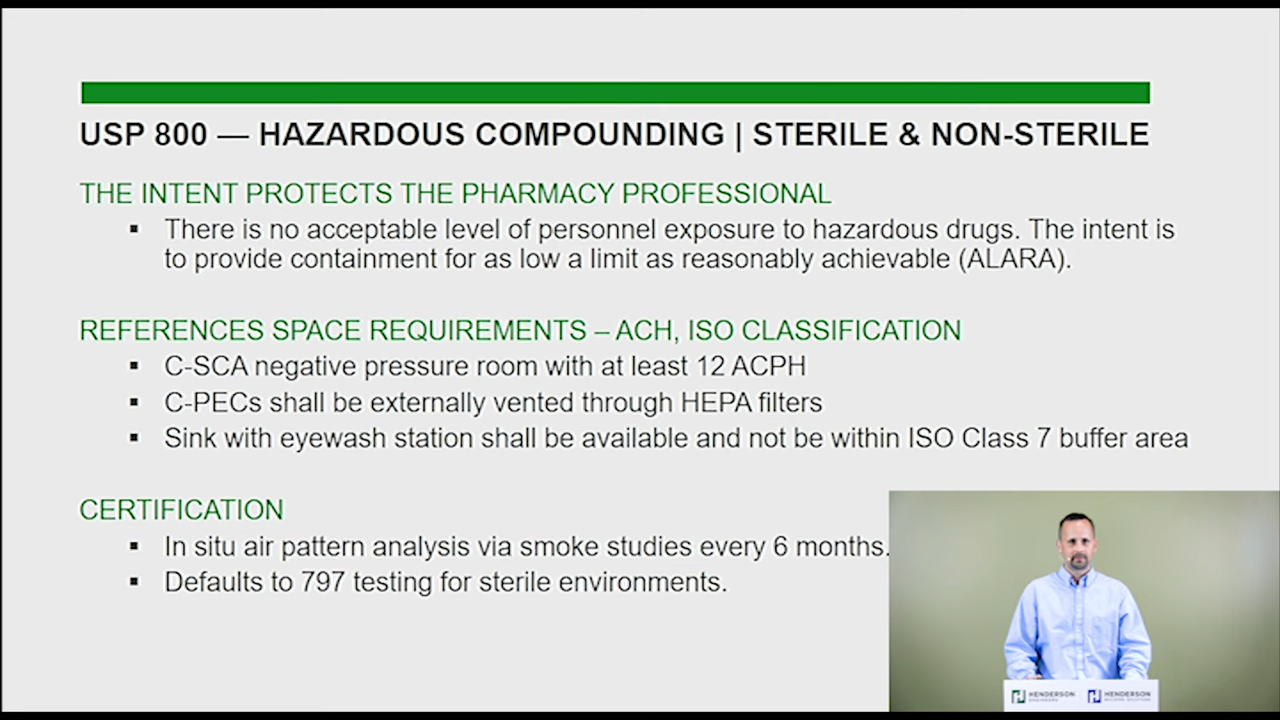 USP 800 — HAZARDOUS COMPOUNDING | STERILE & NON-STERILE
THE INTENT PROTECTS THE PHARMACY PROFESSIONAL
▪ There is no acceptable level of personnel exposure to hazardous drugs. The intent is
to provide containment for as low a limit as reasonably achievable (ALARA).
REFERENCES SPACE REQUIREMENTS – ACH, ISO CLASSIFICATION
▪ C-SCA negative pressure room with at least 12 ACPH
▪ C-PECs shall be externally vented through HEPA filters
▪ Sink with eyewash station shall be available and not be within ISO Class 7 buffer area
CERTIFICATION
▪ In situ air pattern analysis via smoke studies every 6 months.
▪ Defaults to 797 testing for sterile environments.
HENDERSON
ENGINEERS
HENDERSON
BUILDING SOLUTIONS